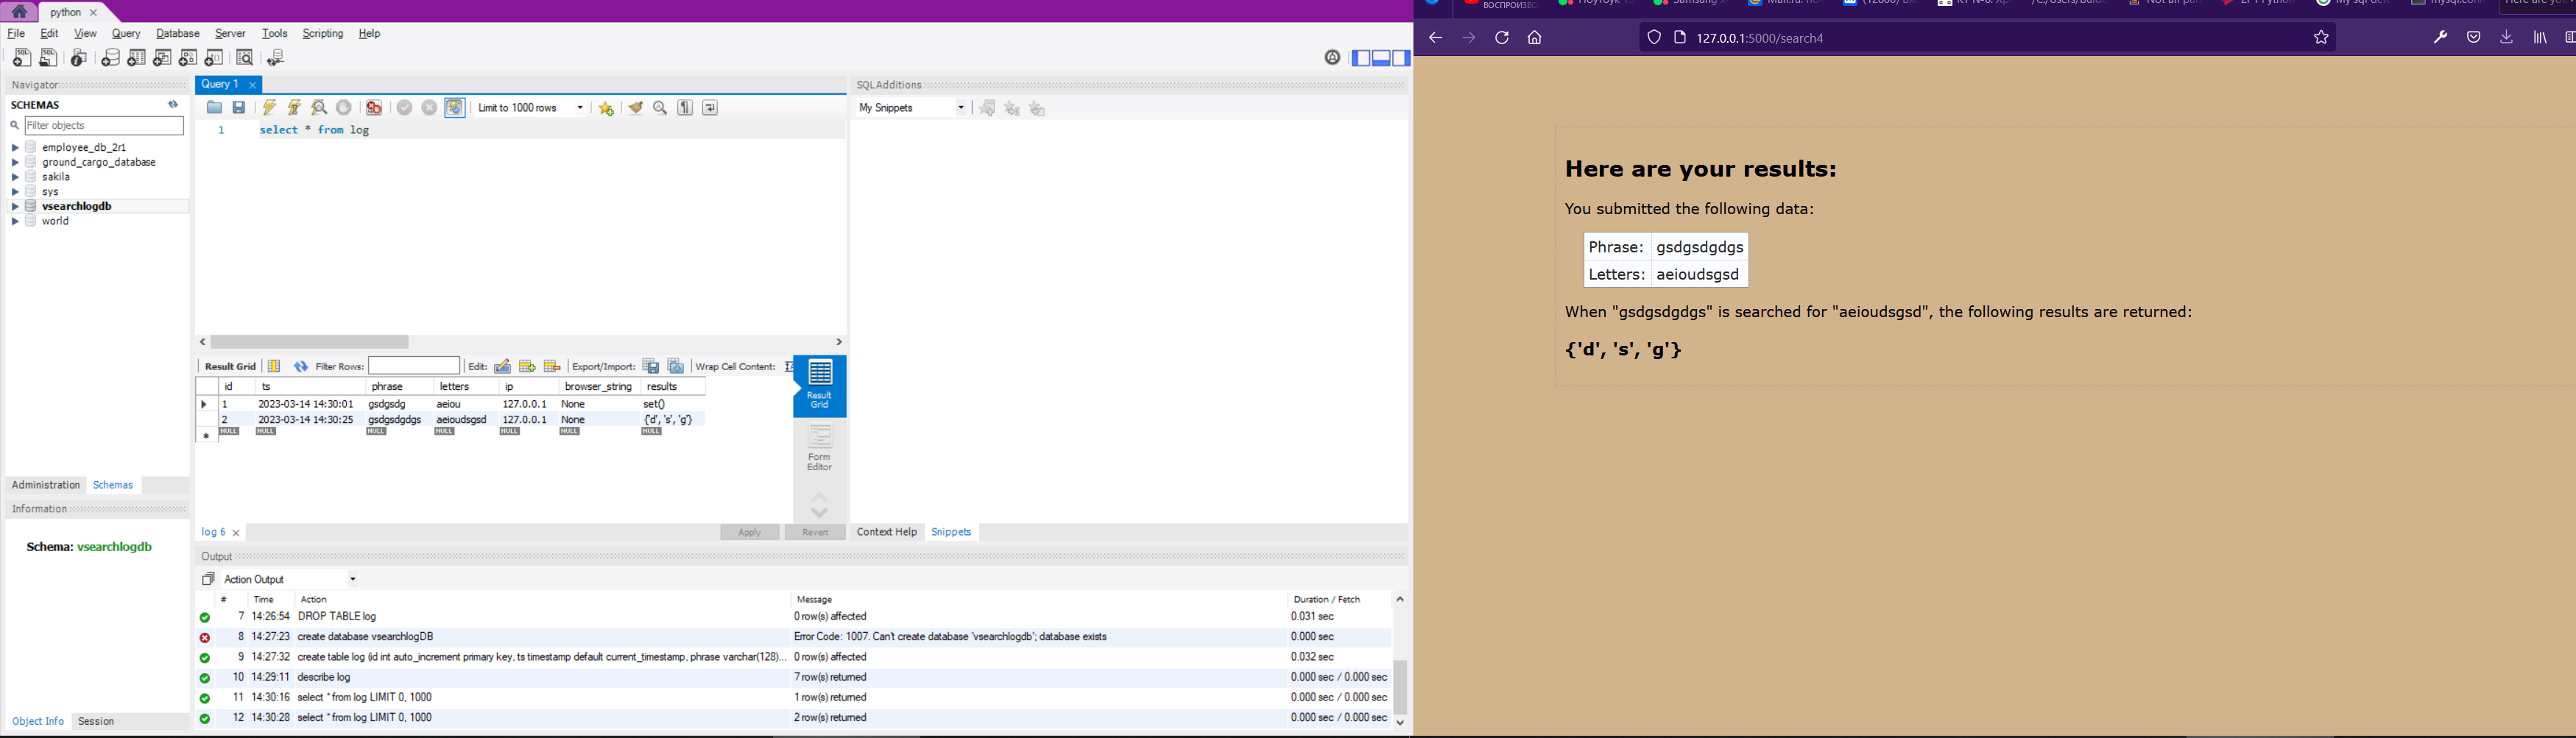 python
File Edit View Query Database Server Tools Scripting Help
Navigator
SCHEMAS
Filter objects
employee_db_2r1
ground_cargo_database
sakila
sys
vsearchlogdb
world
Administration Schemas
Information
Schema: vsearchlogdb
Object Info Session
Query 1
Limit to 1000 rows
1 select * from log
Result Grid Filter Rows: Edit: Export/Import: Wrap Cell Content:
id ts phrase letters ip browser_string results
1 2023-03-14 14:30:01 gsdgsdg aeiou 127.0.0.1 None set()
2 2023-03-14 14:30:25 gsdgsdgdgs aeioudsgsd 127.0.0.1 None {'d', 's', 'g'}
NULL NULL NULL NULL NULL NULL NULL
Result
Grid
Form
Editor
log 6
Apply Revert
SQLAdditions
My Snippets
Context Help Snippets
Output
Action Output
# Time Action Message Duration / Fetch
7 14:26:54 DROP TABLE log 0 row(s) affected 0.031 sec
8 14:27:23 create database vsearchlogDB Error Code: 1007. Can't create database 'vsearchlogdb'; database exists 0.000 sec
9 14:27:32 create table log (id int auto_increment primary key, ts timestamp default current_timestamp, phrase varchar(128)... 0 row(s) affected 0.032 sec
10 14:29:11 describe log 7 row(s) returned 0.000 sec / 0.000 sec
11 14:30:16 select * from log LIMIT 0, 1000 1 row(s) returned 0.000 sec / 0.000 sec
12 14:30:28 select * from log LIMIT 0, 1000 2 row(s) returned 0.000 sec / 0.000 sec
127.0.0.1:5000/search4
Here are your results:
You submitted the following data:
Phrase: gsdgsdgdgs
Letters: aeioudsgsd
When "gsdgsdgdgs" is searched for "aeioudsgsd", the following results are returned:
{'d', 's', 'g'}